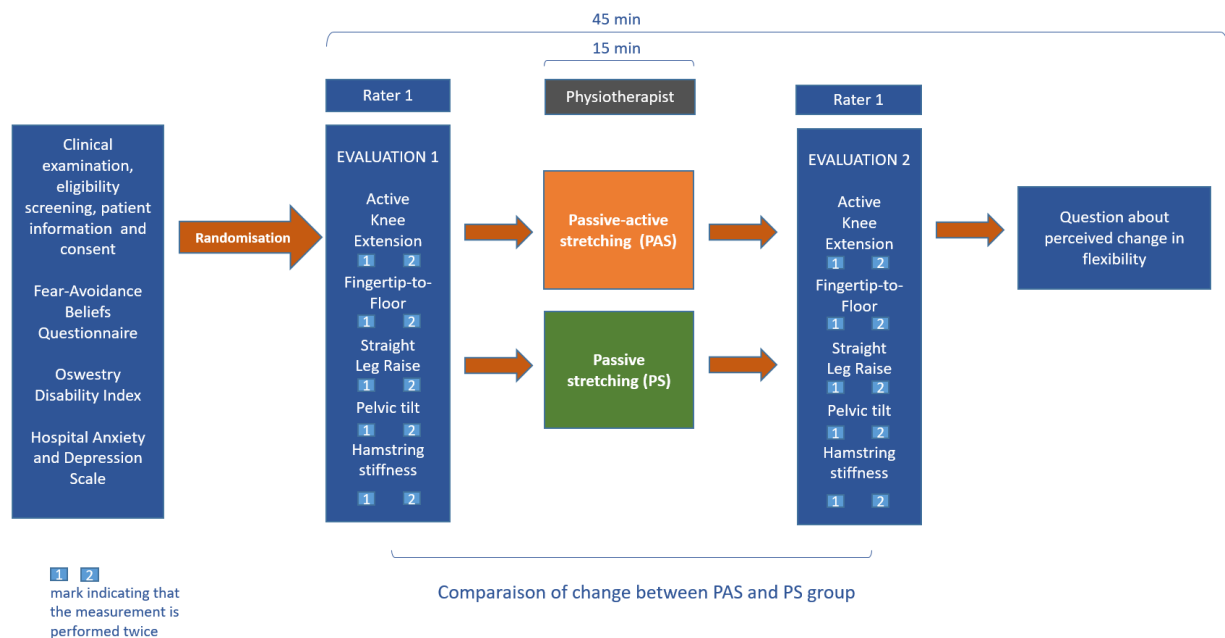 45 min
15 min
Rater 1
Physiotherapist
Rater 1
Clinical
examination,
eligibility
screening, patient
information and
consent
Fear-Avoidance
Beliefs
Questionnaire
Oswestry
Disability Index
Hospital Anxiety
and Depression
Scale
Randomisation
EVALUATION 1
Active
Knee
Extension
1 2
Fingertip-to-
Floor
1 2
Straight
Leg Raise
1 2
Pelvic tilt
1 2
Hamstring
stiffness
1 2
Passive-active
stretching (PAS)
Passive
stretching (PS)
EVALUATION 2
Active
Knee
Extension
1 2
Fingertip-to-
Floor
1 2
Straight
Leg Raise
1 2
Pelvic tilt
1 2
Hamstring
stiffness
1 2
Question about
perceived change in
flexibility
Comparaison of change between PAS and PS group
1 2
mark indicating that
the measurement is
performed twice